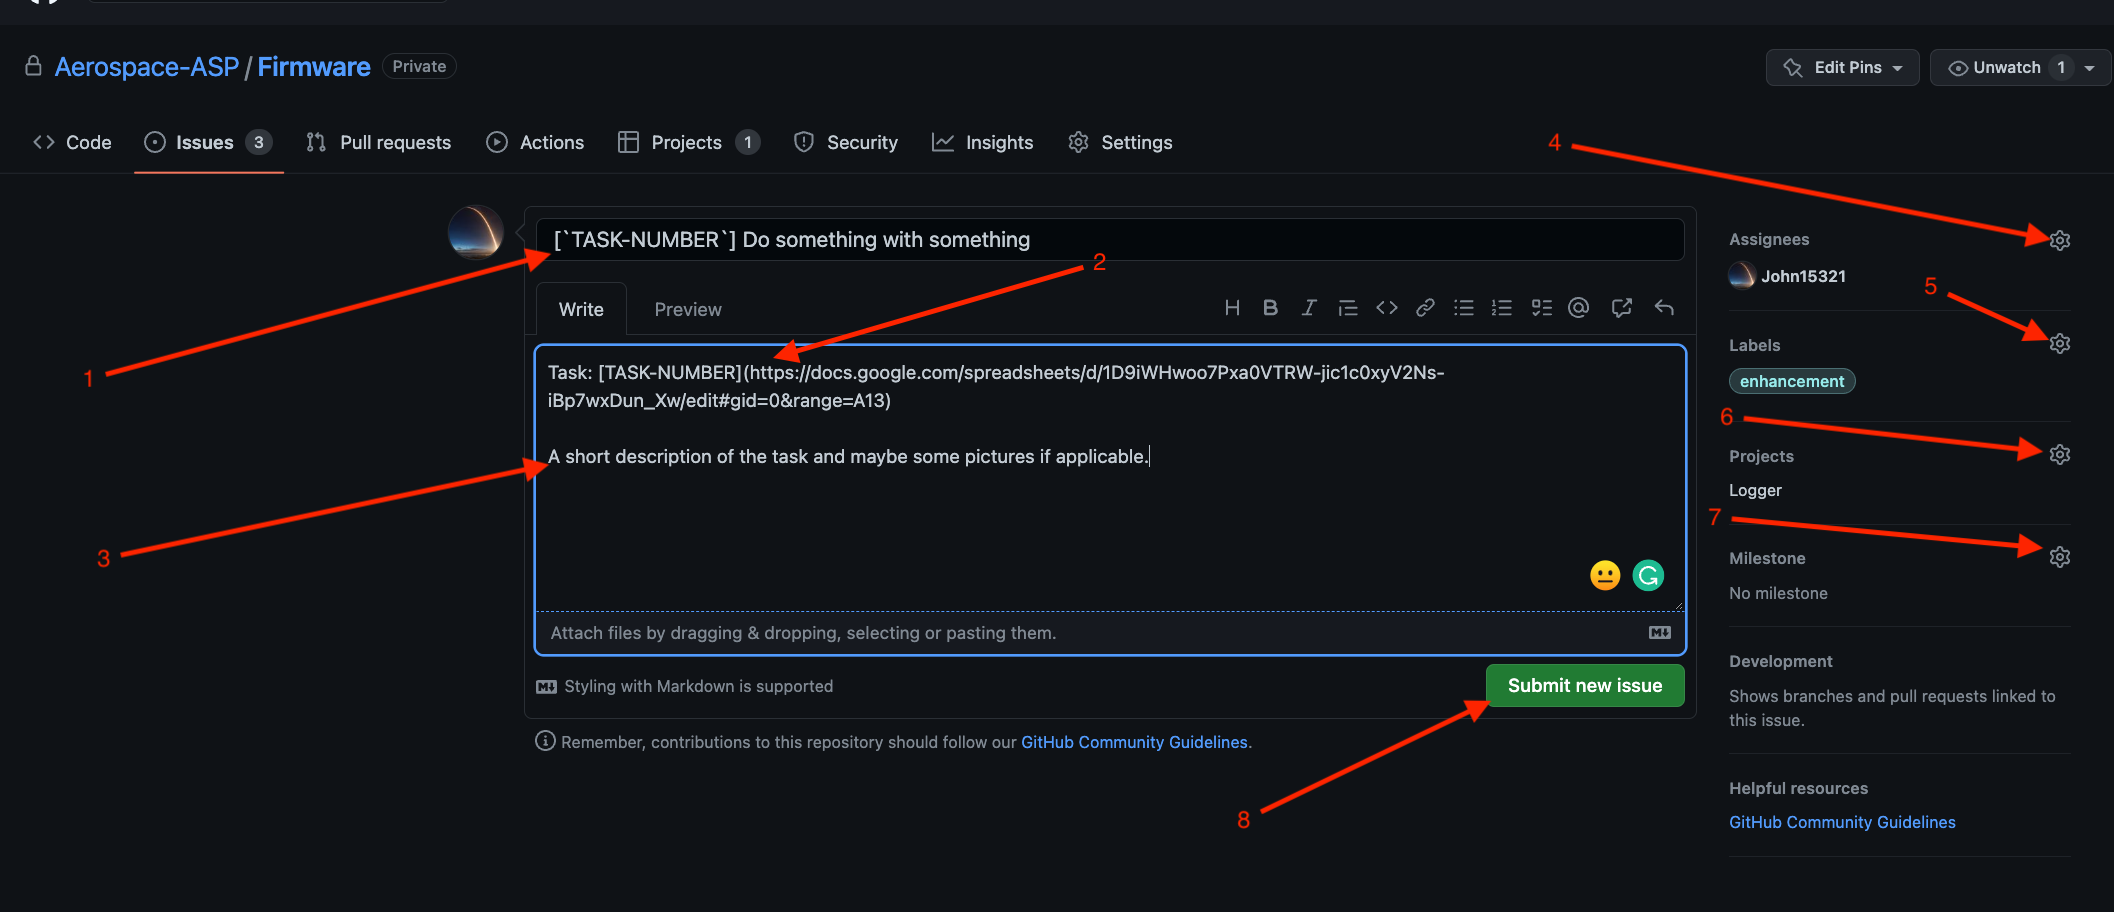 Aerospace-ASP / Firmware Private
Edit Pins
Unwatch 1
Code
Issues 3
Pull requests
Actions
Projects 1
Security
Insights
Settings
4
[`TASK-NUMBER`] Do something with something
1
2
Write
Preview
Task: [TASK-NUMBER](https://docs.google.com/spreadsheets/d/1D9iWHwoo7Pxa0VTRW-jic1c0xyV2Ns-
iBp7wxDun_Xw/edit#gid=0&range=A13)
A short description of the task and maybe some pictures if applicable.
3
Attach files by dragging & dropping, selecting or pasting them.
Styling with Markdown is supported
Submit new issue
8
Remember, contributions to this repository should follow our GitHub Community Guidelines.
Assignees
John15321
5
Labels
enhancement
6
Projects
Logger
7
Milestone
No milestone
Development
Shows branches and pull requests linked to
this issue.
Helpful resources
GitHub Community Guidelines